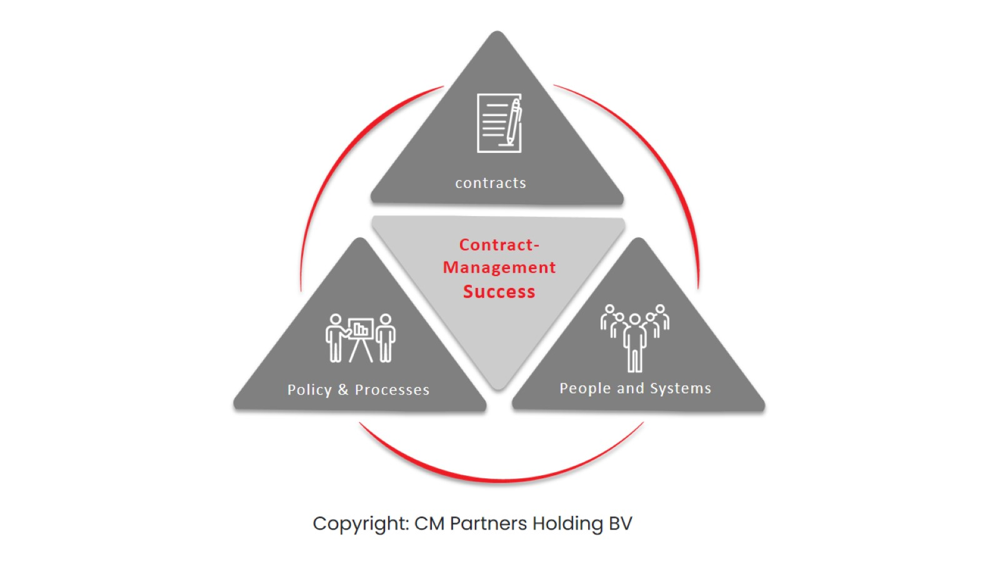 contracts
Contract-
Management
Success
Policy & Processes
People and Systems
Copyright: CM Partners Holding BV